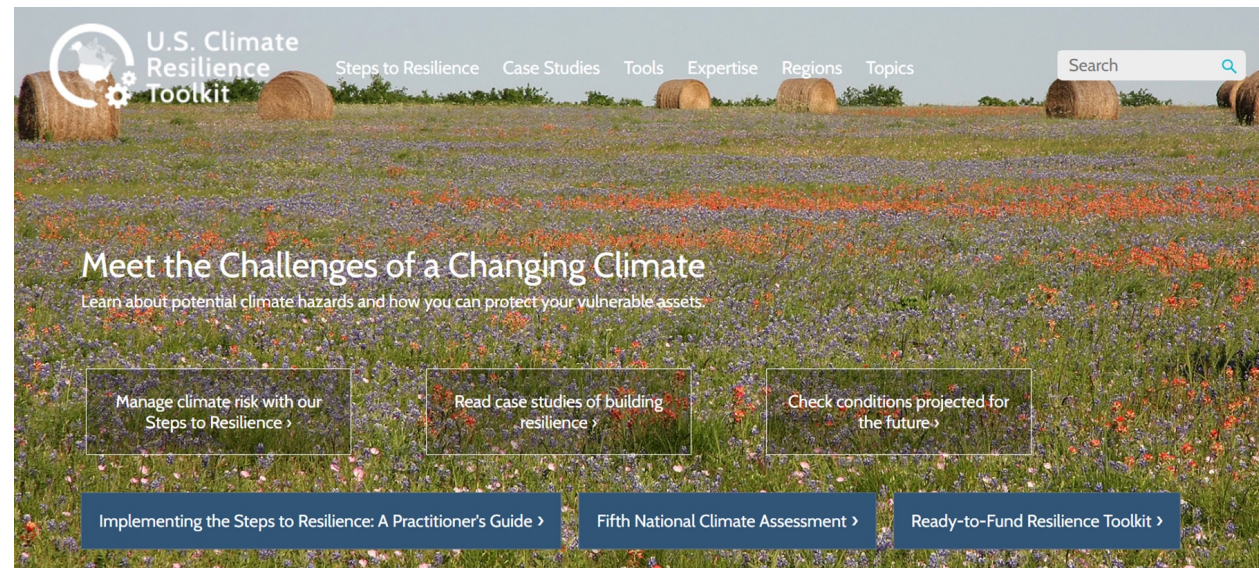 U.S. Climate
Resilience
Toolkit
Steps to Resilience Case Studies Tools Expertise Regions Topics
Search
Meet the Challenges of a Changing Climate
Learn about potential climate hazards and how you can protect your vulnerable assets.
Manage climate risk with our
Steps to Resilience ›
Read case studies of building
resilience ›
Check conditions projected for
the future ›
Implementing the Steps to Resilience: A Practitioner's Guide ›
Fifth National Climate Assessment ›
Ready-to-Fund Resilience Toolkit ›